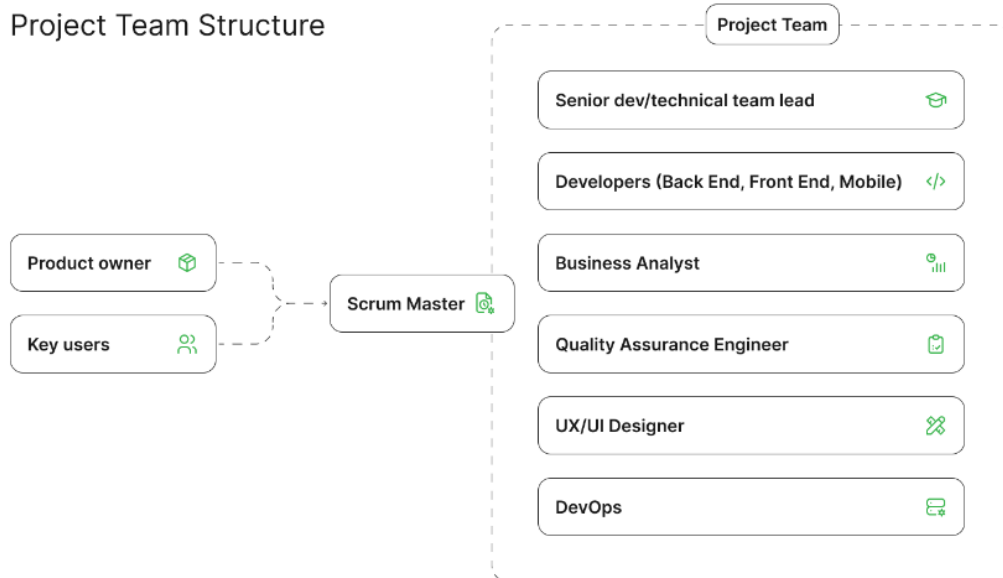 Project Team Structure
Project Team
Senior dev/technical team lead
Developers (Back End, Front End, Mobile)
Product owner
Business Analyst
Scrum Master
Key users
Quality Assurance Engineer
UX/UI Designer
DevOps